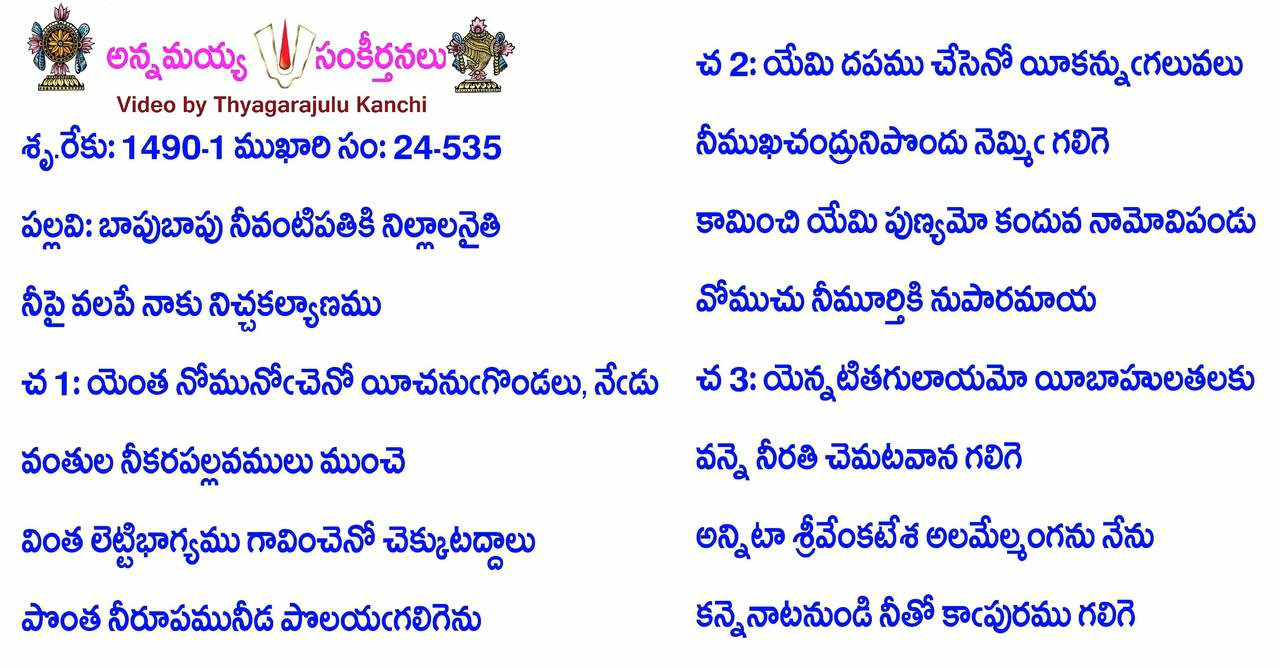 అన్నమయ్య సంకీర్తనలు
Video by Thyagarajulu Kanchi
శృ.రేకు: 1490-1 ముఖారి సం: 24-535
పల్లవి: బాపుబాపు నీవంటిపతికి నిల్లాలనైతి
నీపై వలపే నాకు నిచ్చకల్యాణము
చ 1: యెంత నోమునోఁచెనో యీచనుఁగొండలు, నేఁడు
వంతుల నీకరపల్లవములు ముంచె
వింత లెట్టిభాగ్యము గావించెనో చెక్కుటద్దాలు
పొంత నీరూపమునీడ పొలయఁగలిగెను
చ 2: యేమి దపము చేసెనో యీకన్నుఁగలువలు
నీముఖచంద్రునిపొందు నెమ్మిఁ గలిగె
కామించి యేమి పుణ్యమో కందువ నామోవిపండు
వోముచు నీమూర్తికి నుపారమాయ
చ 3: యెన్నటితగులాయమో యీబాహులతలకు
వన్నె నీరతి చెమటవాన గలిగె
అన్నిటా శ్రీవేంకటేశ అలమేల్మంగను నేను
కన్నెనాటనుండి నీతో కాఁపురము గలిగె